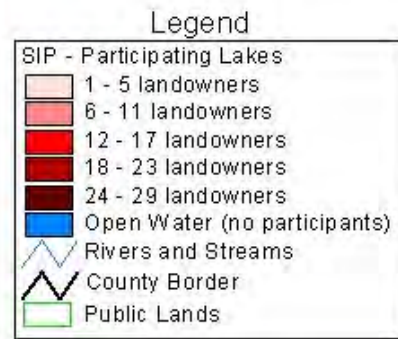 Legend
SIP - Participating Lakes
1 - 5 landowners
6 - 11 landowners
12 - 17 landowners
18 - 23 landowners
24 - 29 landowners
Open Water (no participants)
Rivers and Streams
County Border
Public Lands